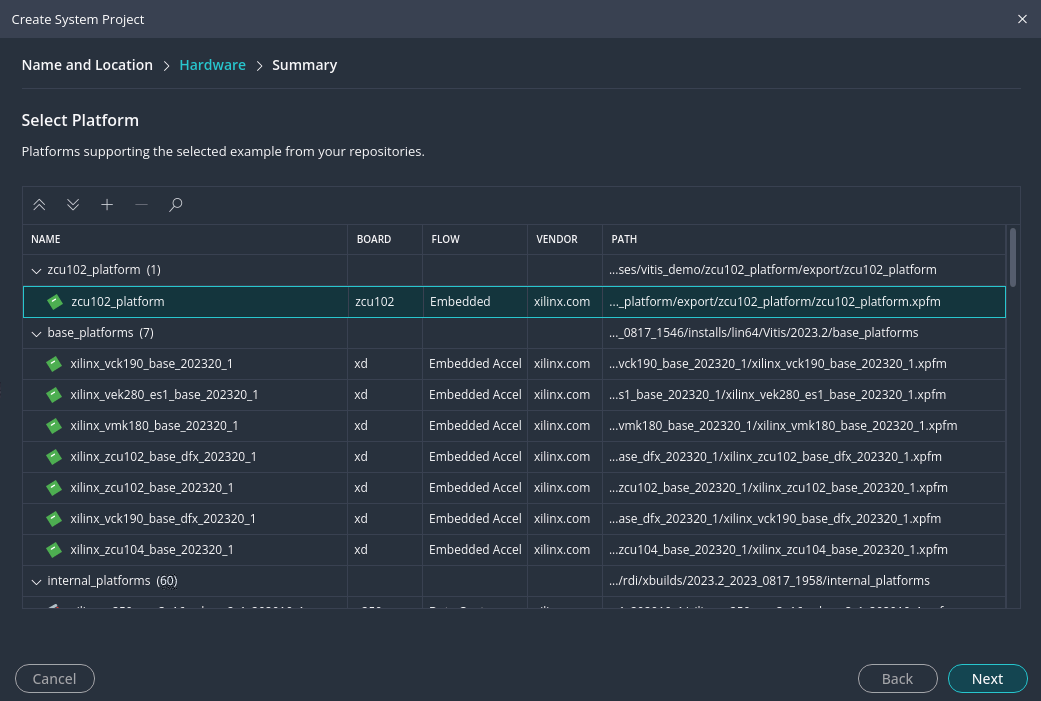 Create System Project
Name and Location > Hardware > Summary
Select Platform
Platforms supporting the selected example from your repositories.
NAME BOARD FLOW VENDOR PATH
zcu102_platform (1) ...ses/vitis_demo/zcu102_platform/export/zcu102_platform
zcu102_platform zcu102 Embedded xilinx.com ..._platform/export/zcu102_platform/zcu102_platform.xpfm
base_platforms (7) ..._0817_1546/installs/lin64/Vitis/2023.2/base_platforms
xilinx_vck190_base_202320_1 xd Embedded Accel xilinx.com ...vck190_base_202320_1/xilinx_vck190_base_202320_1.xpfm
xilinx_vek280_es1_base_202320_1 xd Embedded Accel xilinx.com ...s1_base_202320_1/xilinx_vek280_es1_base_202320_1.xpfm
xilinx_vmk180_base_202320_1 xd Embedded Accel xilinx.com ...vmk180_base_202320_1/xilinx_vmk180_base_202320_1.xpfm
xilinx_zcu102_base_dfx_202320_1 xd Embedded Accel xilinx.com ...ase_dfx_202320_1/xilinx_zcu102_base_dfx_202320_1.xpfm
xilinx_zcu102_base_202320_1 xd Embedded Accel xilinx.com ...zcu102_base_202320_1/xilinx_zcu102_base_202320_1.xpfm
xilinx_vck190_base_dfx_202320_1 xd Embedded Accel xilinx.com ...ase_dfx_202320_1/xilinx_vck190_base_dfx_202320_1.xpfm
xilinx_zcu104_base_202320_1 xd Embedded Accel xilinx.com ...zcu104_base_202320_1/xilinx_zcu104_base_202320_1.xpfm
internal_platforms (60) .../rdi/xbuilds/2023.2_2023_0817_1958/internal_platforms
Cancel Back Next